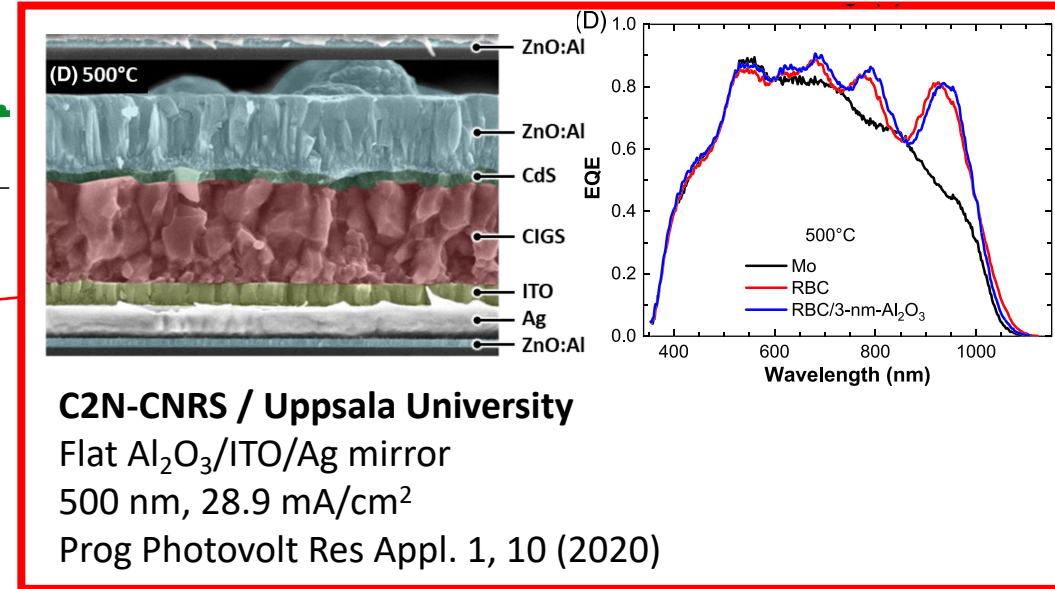 ZnO:Al
(D) 500°C
ZnO:Al
CdS
CIGS
ITO
Ag
ZnO:Al
(D)
1.0
0.8
0.6
0.4
0.2
0.0
EQE
500°C
Mo
RBC
RBC/3-nm-Al₂O₃
400 600 800 1000
Wavelength (nm)
C2N-CNRS / Uppsala University
Flat Al₂O₃/ITO/Ag mirror
500 nm, 28.9 mA/cm²
Prog Photovolt Res Appl. 1, 10 (2020)